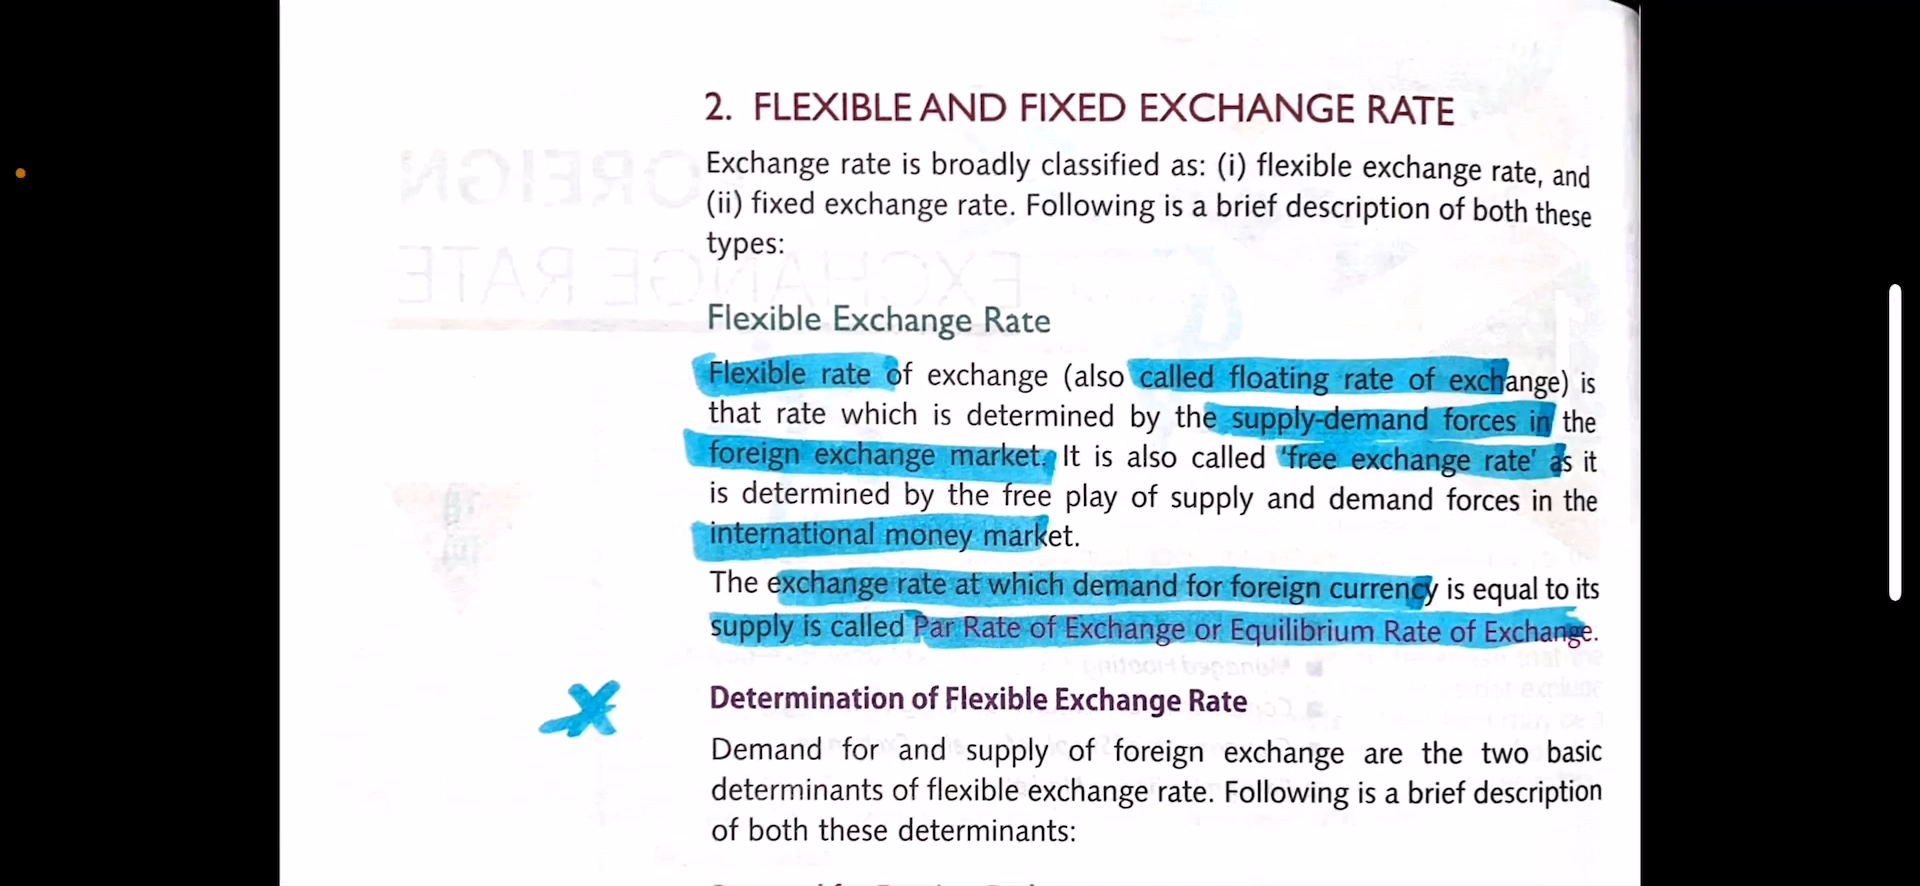 2. FLEXIBLE AND FIXED EXCHANGE RATE
Exchange rate is broadly classified as: (i) flexible exchange rate, and
(ii) fixed exchange rate. Following is a brief description of both these
types:
Flexible Exchange Rate
Flexible rate of exchange (also called floating rate of exchange) is
that rate which is determined by the supply-demand forces in the
foreign exchange market. It is also called 'free exchange rate' as it
is determined by the free play of supply and demand forces in the
international money market.
The exchange rate at which demand for foreign currency is equal to its
supply is called Par Rate of Exchange or Equilibrium Rate of Exchange.
Determination of Flexible Exchange Rate
Demand for and supply of foreign exchange are the two basic
determinants of flexible exchange rate. Following is a brief description
of both these determinants: